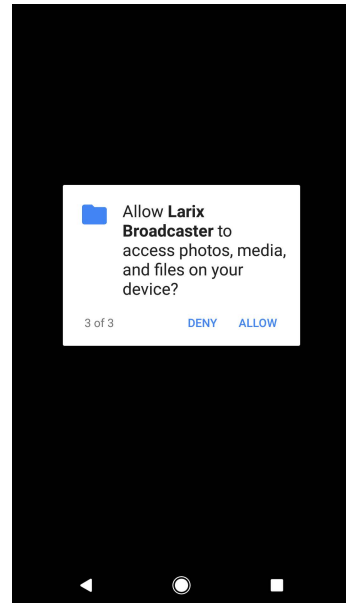 Allow Larix
Broadcaster to
access photos, media,
and files on your
device?
3 of 3
DENY
ALLOW